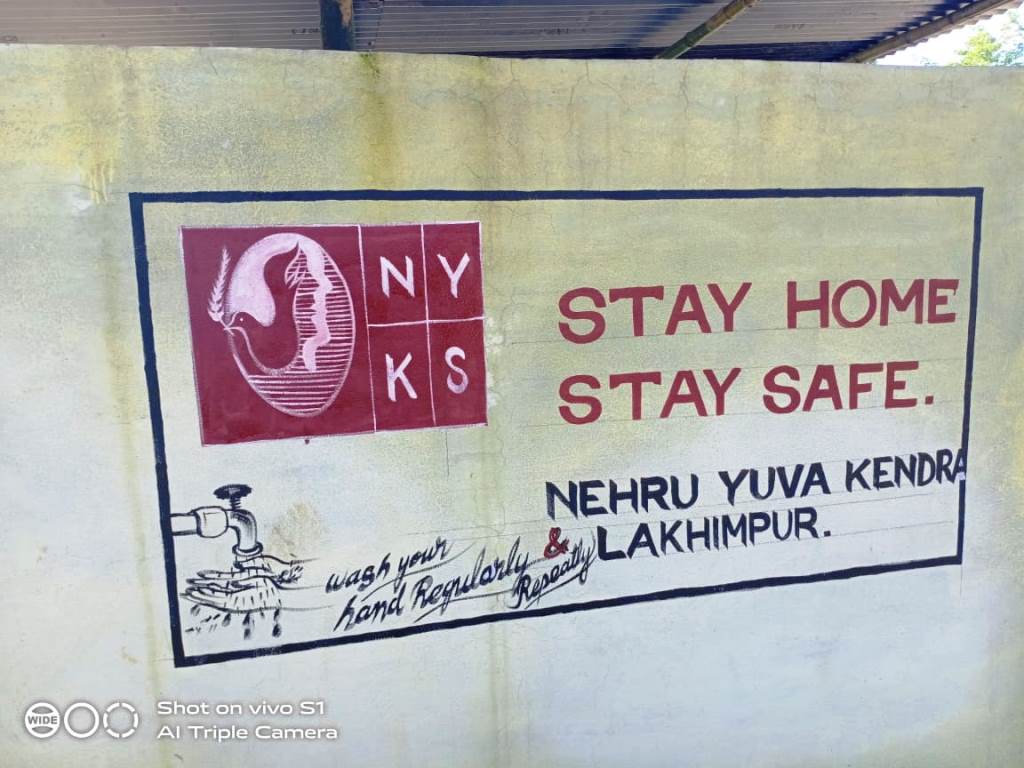 N Y
K S
STAY HOME
STAY SAFE.
NEHRU YUVA KENDRA
LAKHIMPUR.
wash your
hand Regularly &
Repeatly
WIDE
Shot on vivo S1
AI Triple Camera